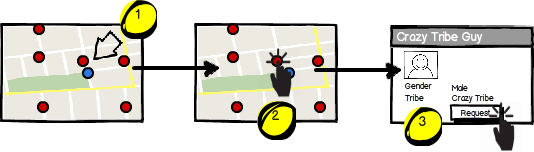 1
2
3
Crazy Tribe Guy
Gender Male
Tribe Crazy Tribe
Request